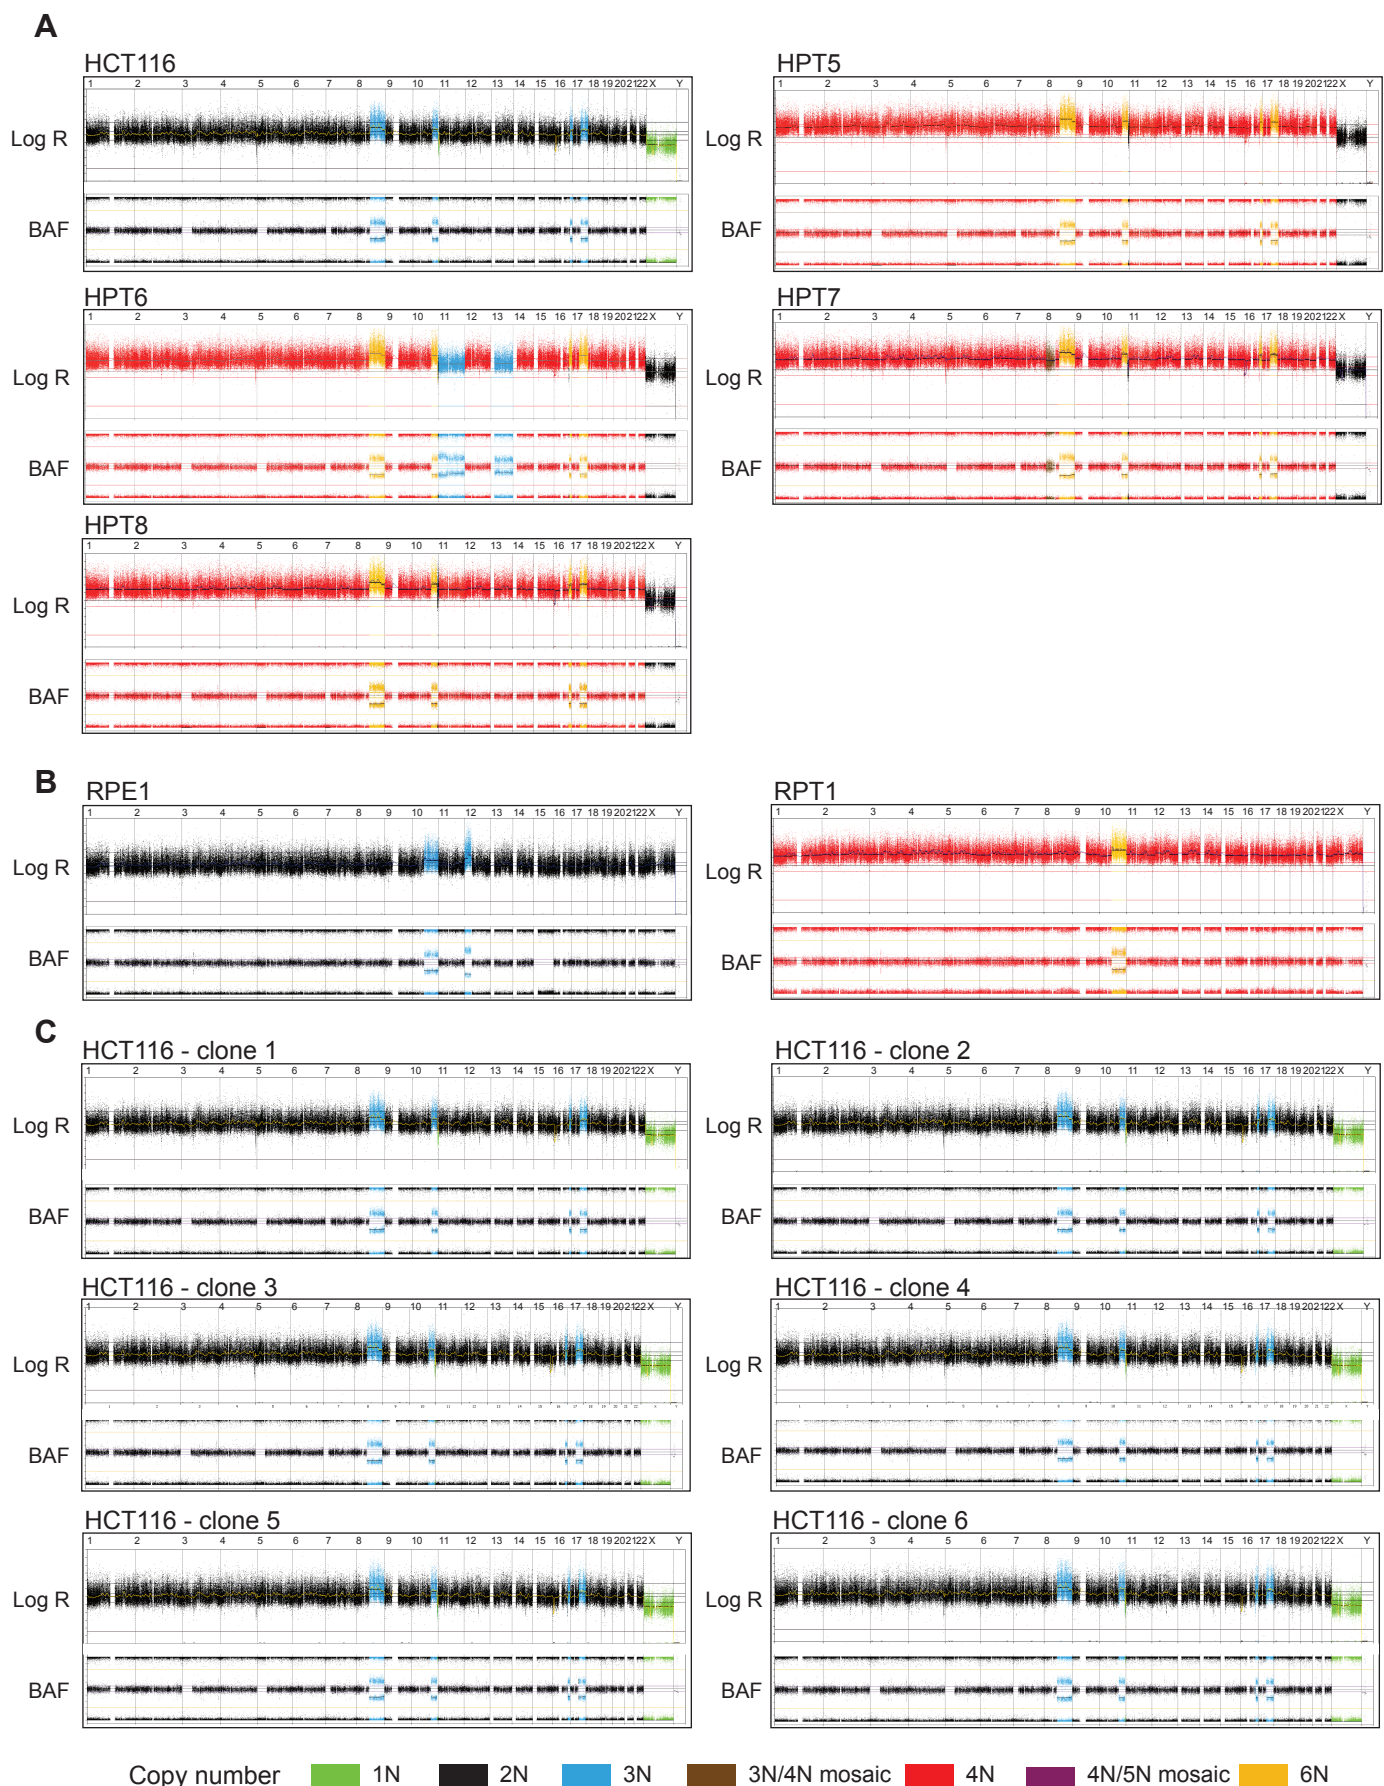 A
HCT116
1 2 3 4 5 6 7 8 9 10 11 12 13 14 15 16 17 18 19 20 21 22 X Y
Log R
BAF
HPT5
1 2 3 4 5 6 7 8 9 10 11 12 13 14 15 16 17 18 19 20 21 22 X Y
HPT6
1 2 3 4 5 6 7 8 9 10 11 12 13 14 15 16 17 18 19 20 21 22 X Y
Log R
BAF
HPT7
1 2 3 4 5 6 7 8 9 10 11 12 13 14 15 16 17 18 19 20 21 22 X Y
Log R
BAF
Log R
BAF
HPT8
1 2 3 4 5 6 7 8 9 10 11 12 13 14 15 16 17 18 19 20 21 22 X Y
Log R
BAF
B
RPE1
1 2 3 4 5 6 7 8 9 10 11 12 13 14 15 16 17 18 19 20 21 22 X Y
Log R
BAF
RPT1
1 2 3 4 5 6 7 8 9 10 11 12 13 14 15 16 17 18 19 20 21 22 X Y
Log R
BAF
C
HCT116 - clone 1
1 2 3 4 5 6 7 8 9 10 11 12 13 14 15 16 17 18 19 20 21 22 X Y
Log R
BAF
HCT116 - clone 2
1 2 3 4 5 6 7 8 9 10 11 12 13 14 15 16 17 18 19 20 21 22 X Y
Log R
BAF
HCT116 - clone 3
1 2 3 4 5 6 7 8 9 10 11 12 13 14 15 16 17 18 19 20 21 22 X Y
Log R
BAF
HCT116 - clone 4
1 2 3 4 5 6 7 8 9 10 11 12 13 14 15 16 17 18 19 20 21 22 X Y
Log R
BAF
HCT116 - clone 5
1 2 3 4 5 6 7 8 9 10 11 12 13 14 15 16 17 18 19 20 21 22 X Y
Log R
BAF
HCT116 - clone 6
1 2 3 4 5 6 7 8 9 10 11 12 13 14 15 16 17 18 19 20 21 22 X Y
Log R
BAF
Copy number 1N 2N 3N 3N/4N mosaic 4N 4N/5N mosaic 6N